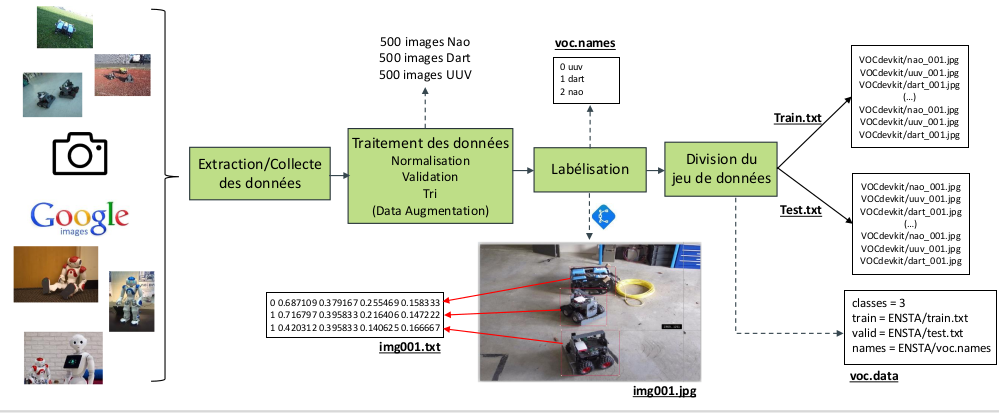 Google
images
Extraction/Collecte
des données
500 images Nao
500 images Dart
500 images UUV
Traitement des données
Normalisation
Validation
Tri
(Data Augmentation)
voc.names
0 uuv
1 dart
2 nao
Labélisation
0 0.687109 0.379167 0.255469 0.158333
1 0.716797 0.395833 0.216406 0.147222
1 0.420312 0.395833 0.140625 0.166667
img001.txt
img001.jpg
Division du
jeu de données
Train.txt
VOCdevkit/nao_001.jpg
VOCdevkit/uuv_001.jpg
VOCdevkit/dart_001.jpg
(...)
VOCdevkit/nao_001.jpg
VOCdevkit/uuv_001.jpg
VOCdevkit/dart_001.jpg
Test.txt
VOCdevkit/nao_001.jpg
VOCdevkit/uuv_001.jpg
VOCdevkit/dart_001.jpg
(...)
VOCdevkit/nao_001.jpg
VOCdevkit/uuv_001.jpg
VOCdevkit/dart_001.jpg
classes = 3
train = ENSTA/train.txt
valid = ENSTA/test.txt
names = ENSTA/voc.names
voc.data